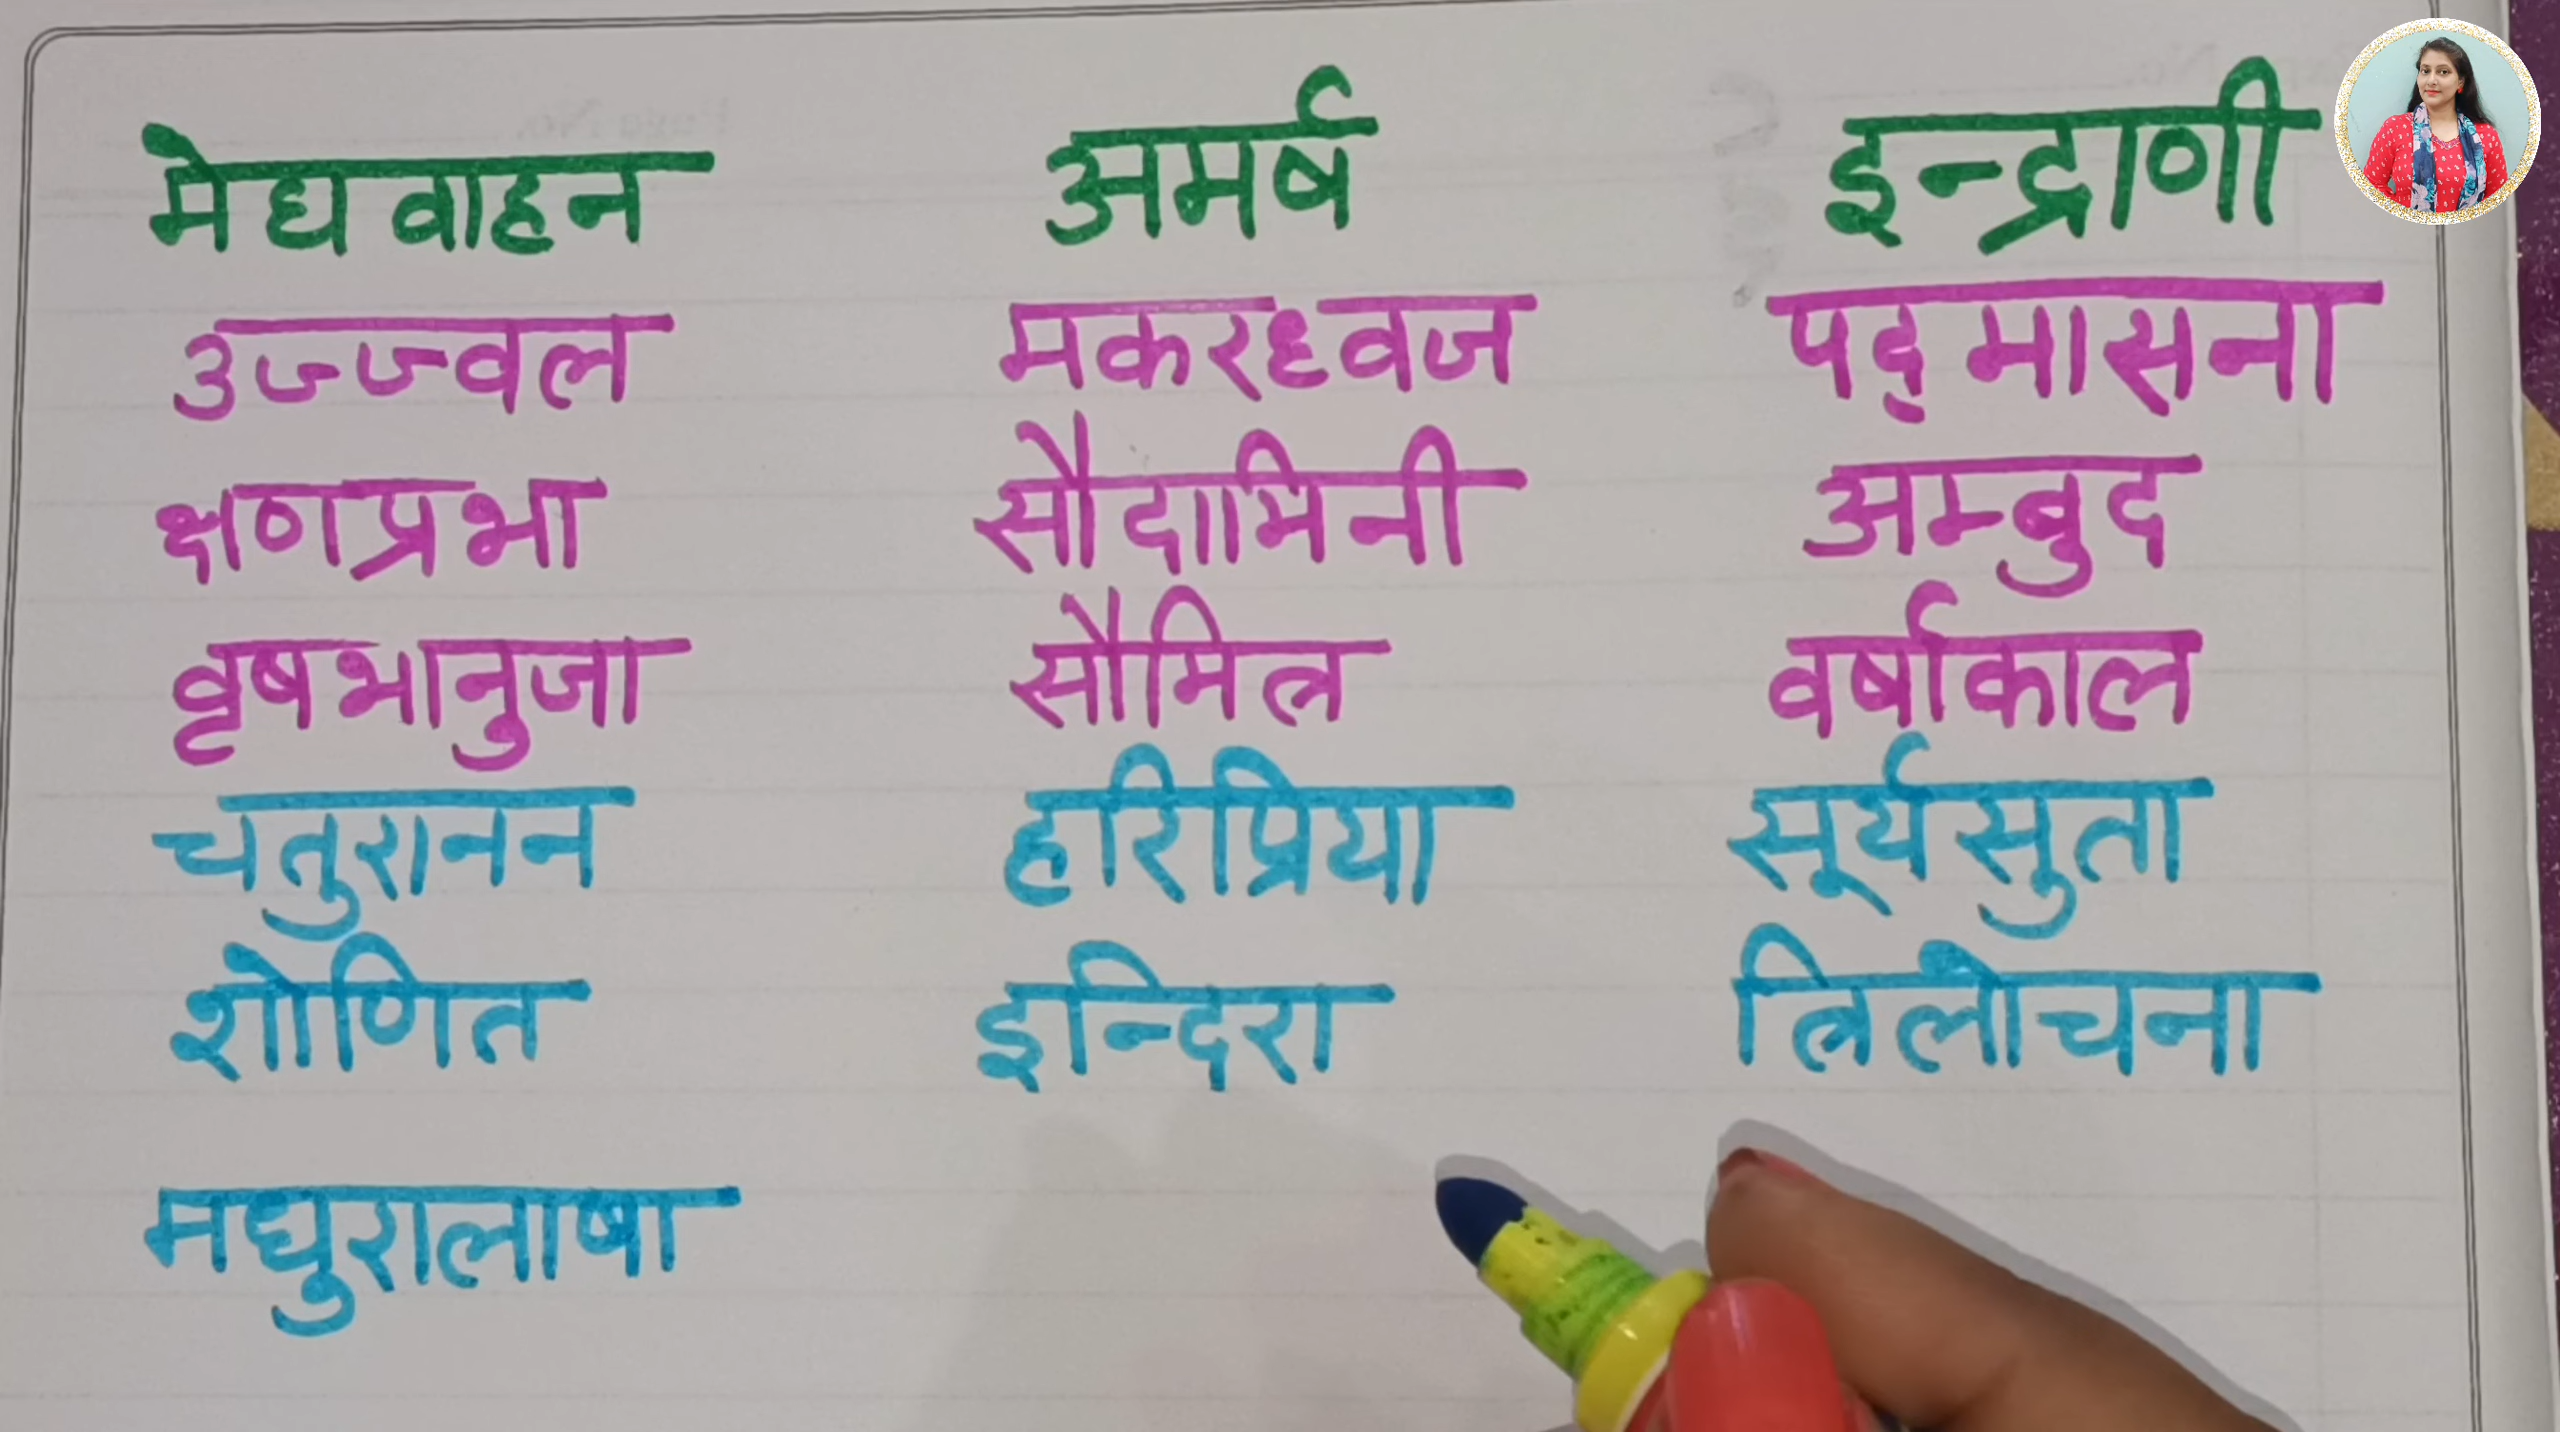 मेघवाहन अमर्ष इन्द्राणी
उज्ज्वल मकरध्वज पद्मासना
क्षणप्रभा सौदामिनी अम्बुद
वृषभानुजा सौमित्र वर्षाकाल
चतुरानन हरिप्रिया सूर्यसुता
शोणित इन्दिरा त्रिलोचना
मधुरालाषा